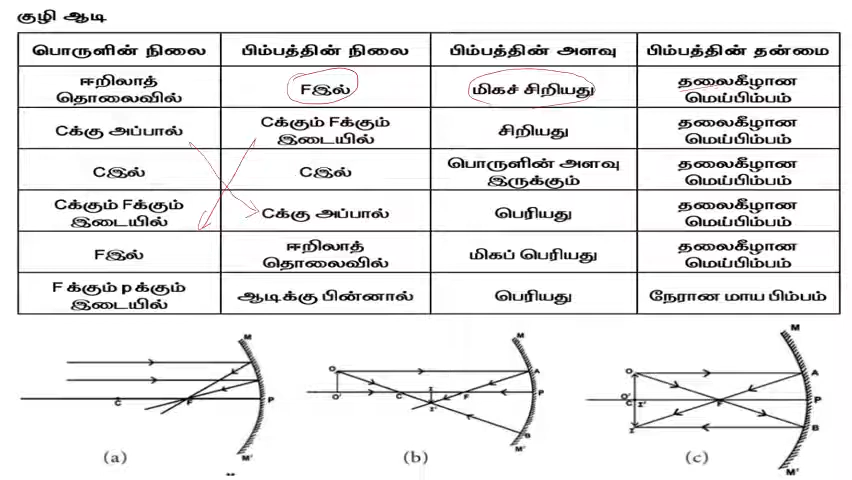 குழி ஆடி
பொருளின் நிலை
பிம்பத்தின் நிலை
பிம்பத்தின் அளவு
பிம்பத்தின் தன்மை
ஈறிலாத்
தொலைவில்
Fஇல்
மிகச் சிறியது
தலைகீழான
மெய்பிம்பம்
Cக்கு அப்பால்
Cக்கும் Fக்கும்
இடையில்
சிறியது
தலைகீழான
மெய்பிம்பம்
Cஇல்
Cஇல்
பொருளின் அளவு
இருக்கும்
தலைகீழான
மெய்பிம்பம்
Cக்கும் Fக்கும்
இடையில்
Cக்கு அப்பால்
பெரியது
தலைகீழான
மெய்பிம்பம்
Fஇல்
ஈறிலாத்
தொலைவில்
மிகப் பெரியது
தலைகீழான
மெய்பிம்பம்
F க்கும் p க்கும்
இடையில்
ஆடிக்கு பின்னால்
பெரியது
நேரான மாய பிம்பம்
M
C
F
P
M'
(a)
M
O
A
O'
C
I
F
P
I'
B
M'
(b)
M
O
A
O'
C
I'
F
P
I
B
M'
(c)